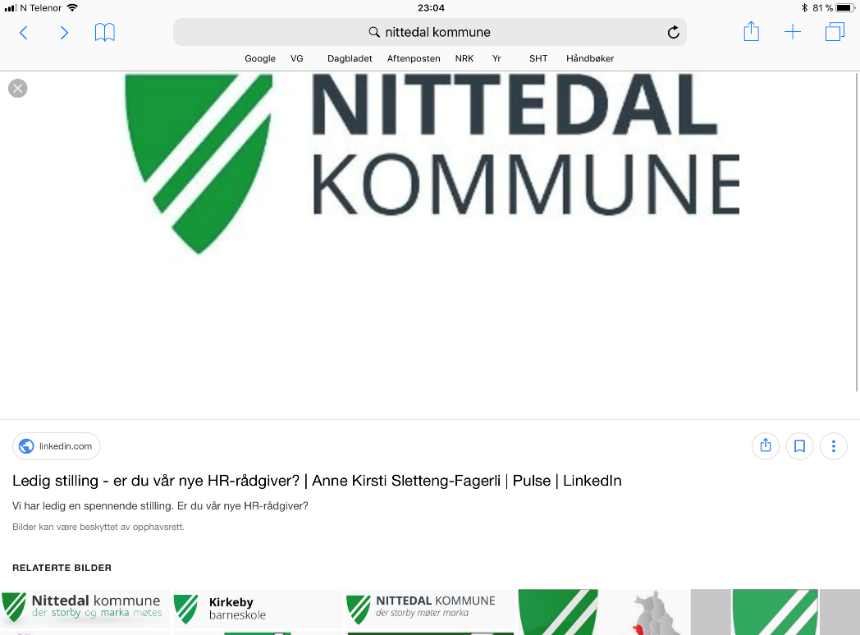 N Telenor 23:04 81 %
nittedal kommune
Google VG Dagbladet Aftenposten NRK Yr SHT Håndbøker
NITTEDAL
KOMMUNE
linkedin.com
Ledig stilling - er du vår nye HR-rådgiver? | Anne Kirsti Sletteng-Fagerli | Pulse | LinkedIn
Vi har ledig en spennende stilling. Er du vår nye HR-rådgiver?
Bilder kan være beskyttet av opphavsrett.
RELATERTE BILDER
Nittedal kommune
der storby og marka møtes
Kirkeby
barneskole
NITTEDAL KOMMUNE
der storby møter marka